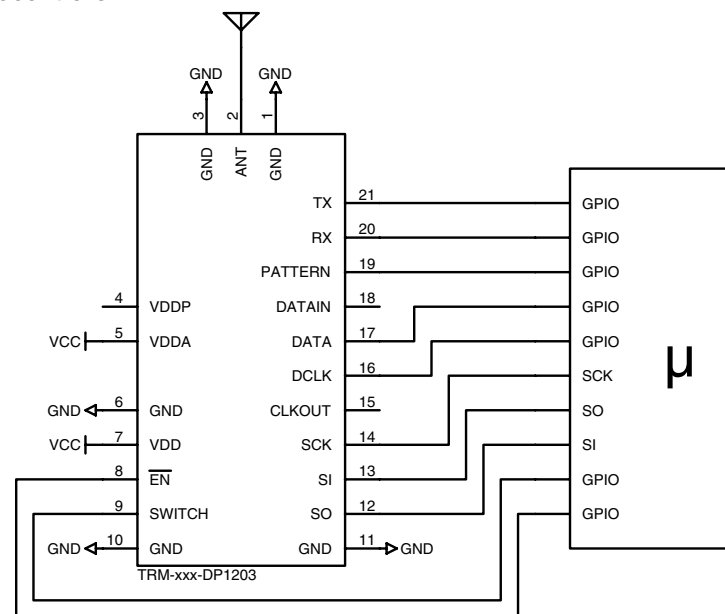 GND GND
3 2 1
GND ANT GND
TX 21 GPIO
RX 20 GPIO
PATTERN 19 GPIO
4 VDDP DATAIN 18 GPIO
VCC 5 VDDA DATA 17 GPIO
DCLK 16 SCK
GND 6 GND CLKOUT 15 SO
VCC 7 VDD SCK 14 SI
8 EN SI 13 GPIO
9 SWITCH SO 12 GPIO
GND 10 GND GND 11 GND
TRM-xxx-DP1203
µ